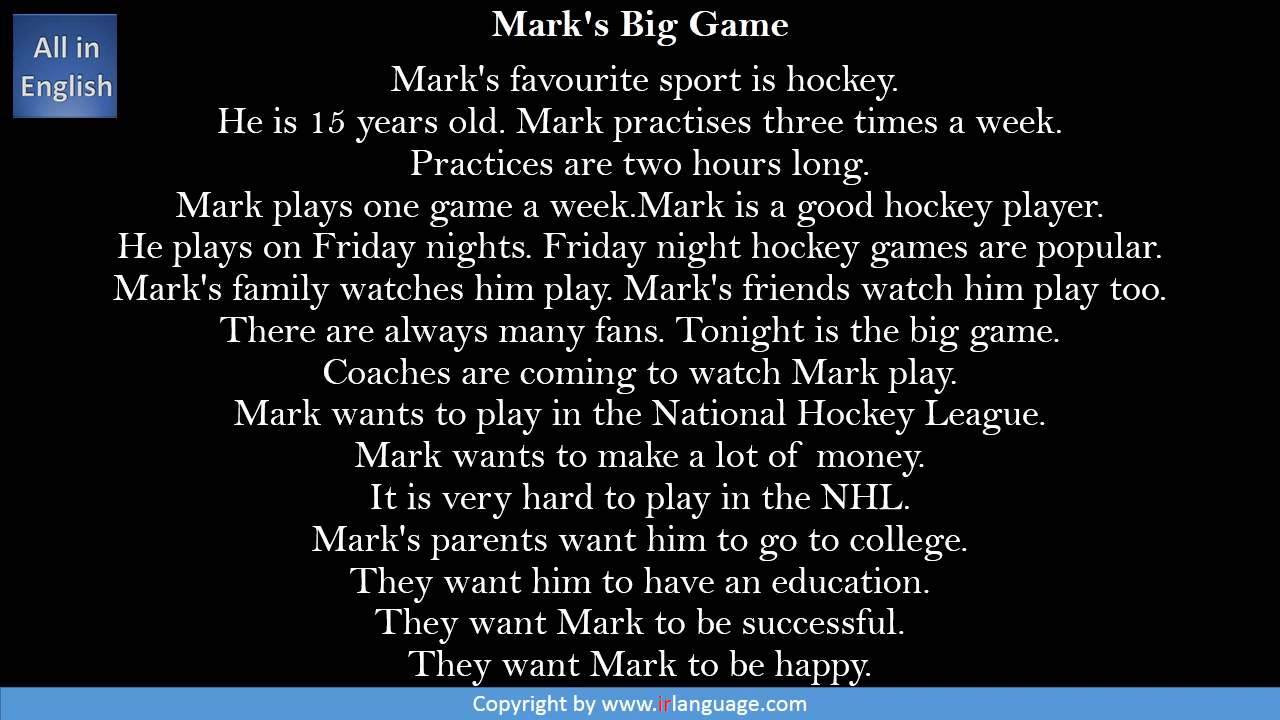 All in
English
Mark's Big Game
Mark's favourite sport is hockey.
He is 15 years old. Mark practises three times a week.
Practices are two hours long.
Mark plays one game a week.Mark is a good hockey player.
He plays on Friday nights. Friday night hockey games are popular.
Mark's family watches him play. Mark's friends watch him play too.
There are always many fans. Tonight is the big game.
Coaches are coming to watch Mark play.
Mark wants to play in the National Hockey League.
Mark wants to make a lot of money.
It is very hard to play in the NHL.
Mark's parents want him to go to college.
They want him to have an education.
They want Mark to be successful.
They want Mark to be happy.
Copyright by www.irlanguage.com